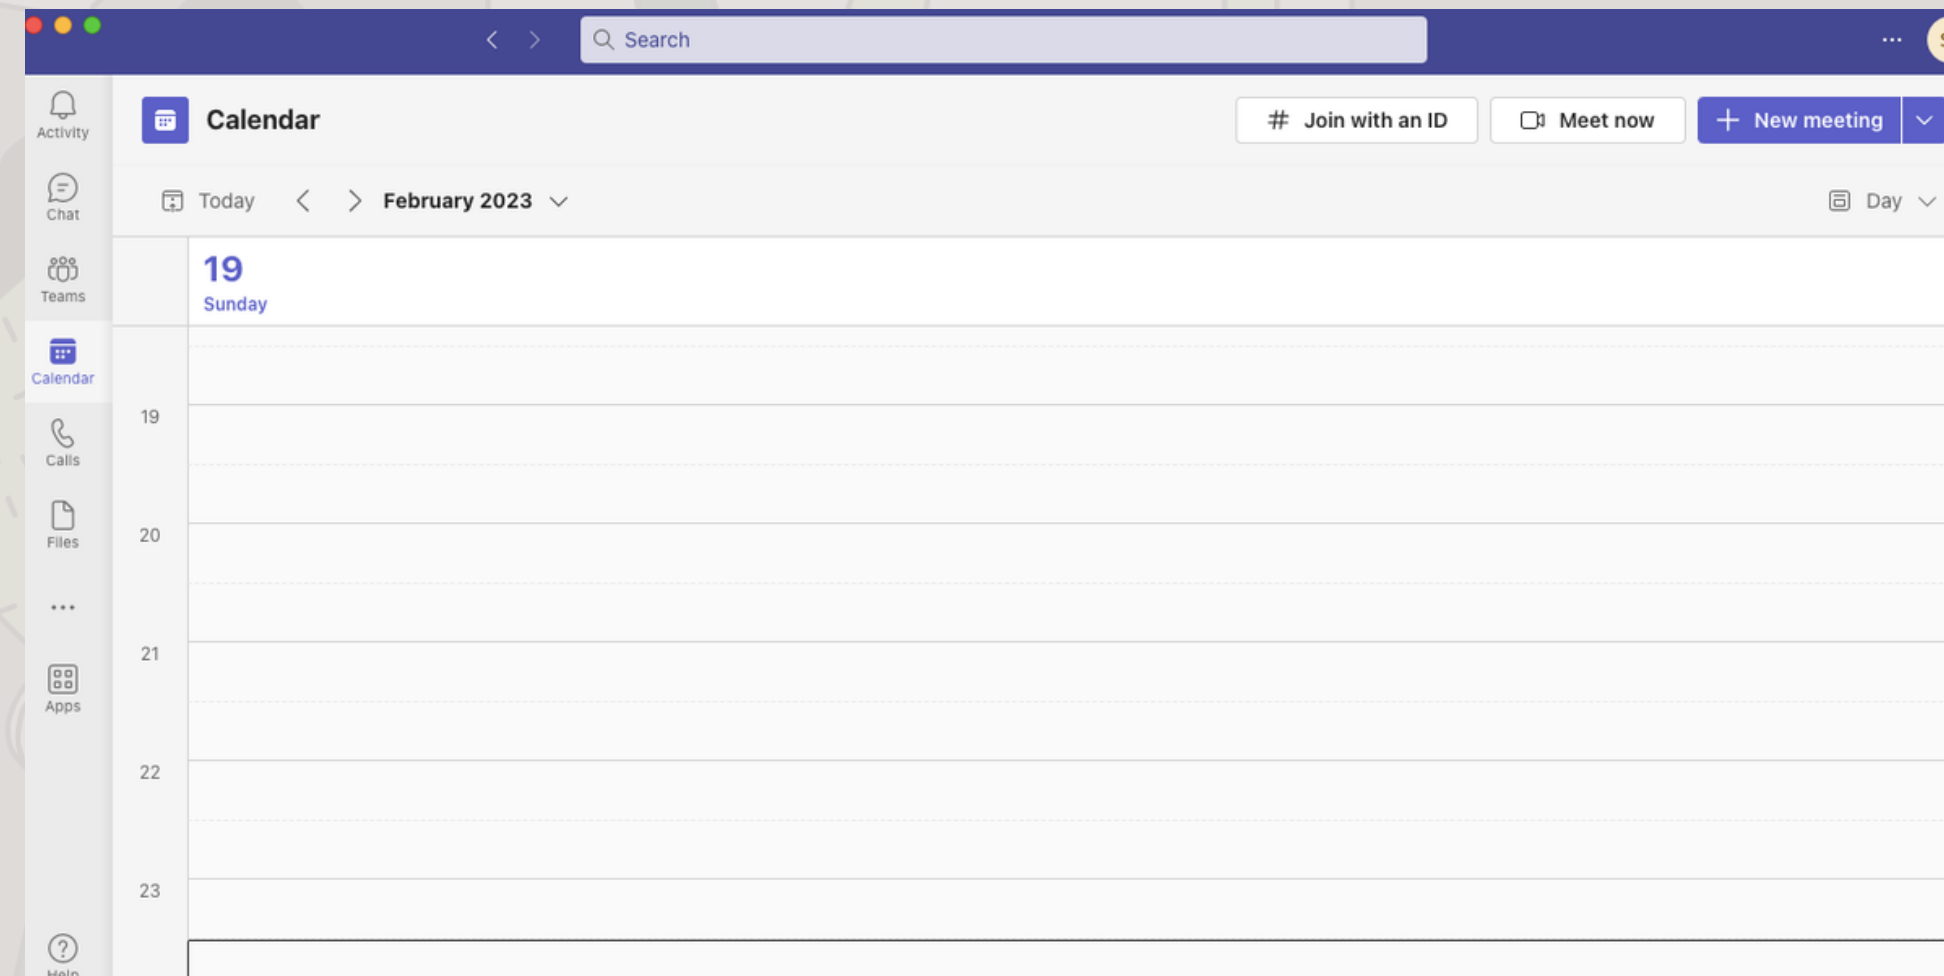 Search
Activity
Chat
Teams
Calendar
Calls
Files
Apps
Help
Calendar
# Join with an ID
Meet now
+ New meeting
Today
February 2023
Day
19
Sunday
19
20
21
22
23